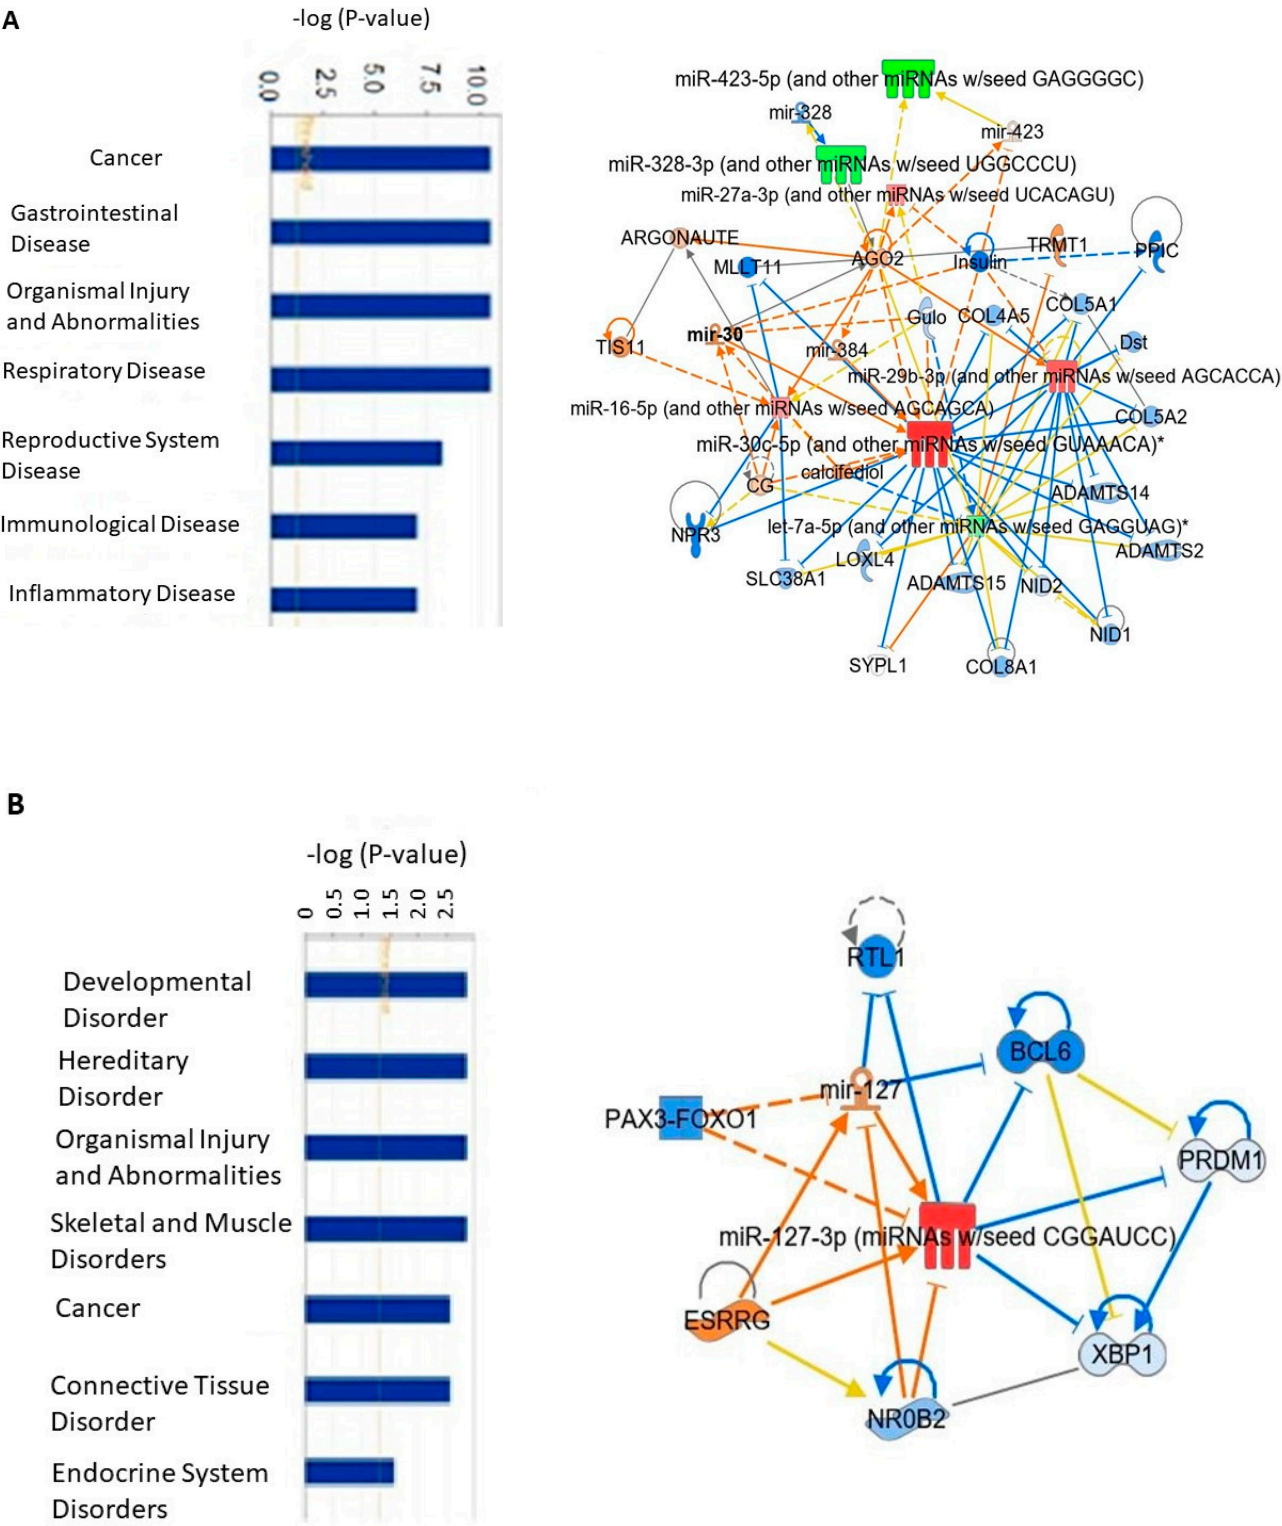 A
-log (P-value)
0.0
2.5
5.0
7.5
10.0
Cancer
Gastrointestinal
Disease
Organismal Injury
and Abnormalities
Respiratory Disease
Reproductive System
Disease
Immunological Disease
Inflammatory Disease
miR-423-5p (and other miRNAs w/seed GAGGGGC)
mir-328
mir-423
miR-328-3p (and other miRNAs w/seed UGGCCCU)
miR-27a-3p (and other miRNAs w/seed UCACAGU)
ARGONAUTE
MLLT11
AGO2
Insulin
TRMT1
PPIC
mir-30
Gulo
COL4A5
COL5A1
TIS11
mir-384
Dst
miR-29b-3p (and other miRNAs w/seed AGCACCA)
miR-16-5p (and other miRNAs w/seed AGCAGCA)
COL5A2
miR-30c-5p (and other miRNAs w/seed GUAAACA)*
calcifediol
CG
ADAMTS14
NPR3
let-7a-5p (and other miRNAs w/seed GAGGUAG)*
LOXL4
ADAMTS2
SLC38A1
ADAMTS15
NID2
NID1
SYPL1
COL8A1
B
-log (P-value)
0
0.5
1.0
1.5
2.0
2.5
Developmental
Disorder
Hereditary
Disorder
Organismal Injury
and Abnormalities
Skeletal and Muscle
Disorders
Cancer
Connective Tissue
Disorder
Endocrine System
Disorders
RTL1
BCL6
mir-127
PAX3-FOXO1
PRDM1
miR-127-3p (miRNAs w/seed CGGAUCC)
ESRRG
XBP1
NR0B2